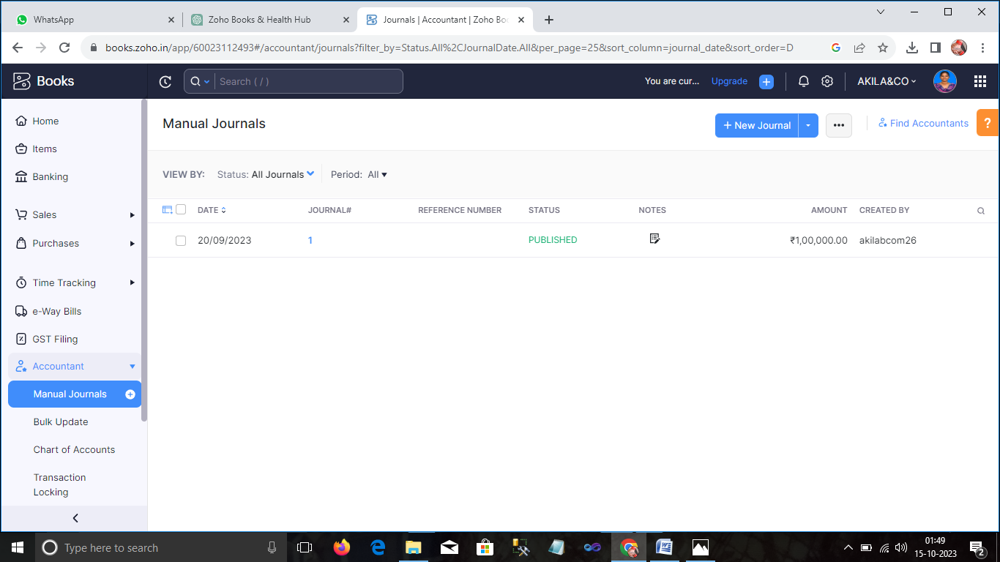 WhatsApp
Zoho Books & Health Hub
Journals | Accountant | Zoho Boo
books.zoho.in/app/60023112493#/accountant/journals?filter_by=Status.All%2CJournalDate.All&per_page=25&sort_column=journal_date&sort_order=D
Books
Search ( / )
You are cur... Upgrade
AKILA&CO
Home
Items
Banking
Sales
Purchases
Time Tracking
e-Way Bills
GST Filing
Accountant
Manual Journals
Bulk Update
Chart of Accounts
Transaction
Locking
Manual Journals
+ New Journal
Find Accountants
?
VIEW BY: Status: All Journals Period: All
DATE JOURNAL# REFERENCE NUMBER STATUS NOTES AMOUNT CREATED BY
20/09/2023 1 PUBLISHED ₹1,00,000.00 akilabcom26
Type here to search
01:49
15-10-2023
2